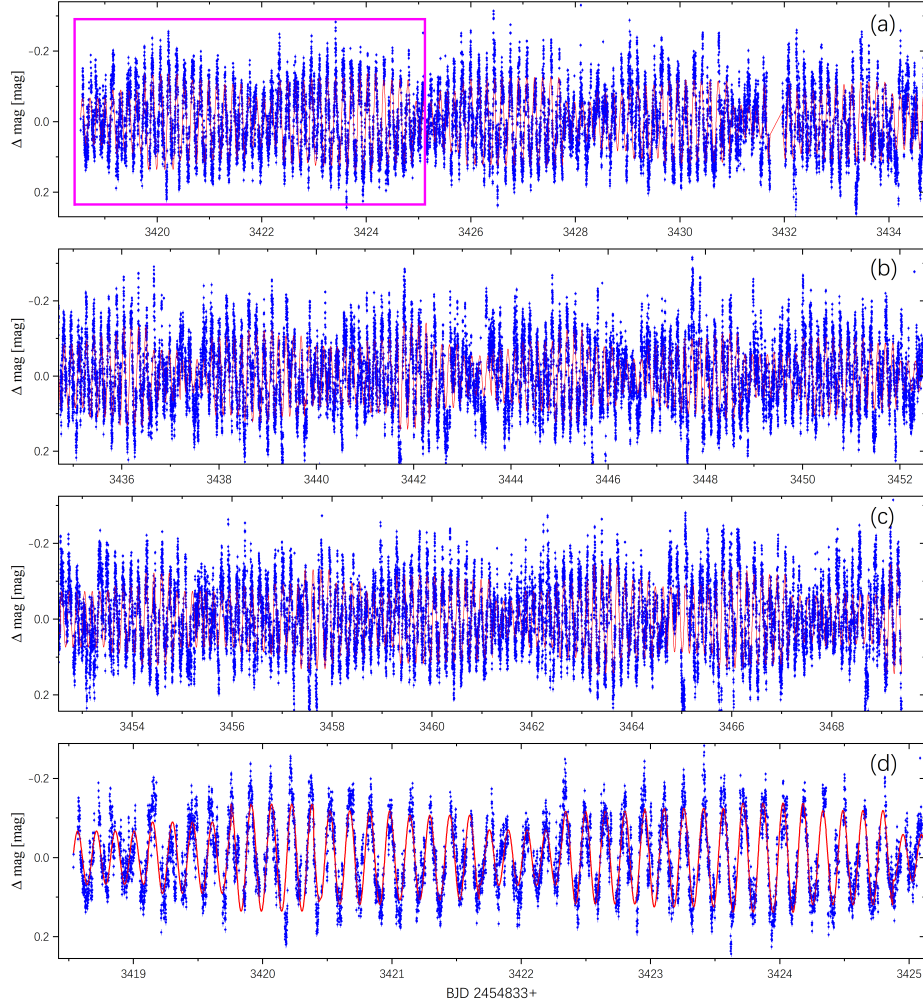 (a)
Δ mag [mag]
−0.2
0.0
0.2
3420 3422 3424 3426 3428 3430 3432 3434
(b)
Δ mag [mag]
−0.2
0.0
0.2
3436 3438 3440 3442 3444 3446 3448 3450 3452
(c)
Δ mag [mag]
−0.2
0.0
0.2
3454 3456 3458 3460 3462 3464 3466 3468
(d)
Δ mag [mag]
−0.2
0.0
0.2
3419 3420 3421 3422 3423 3424 3425
BJD 2454833+